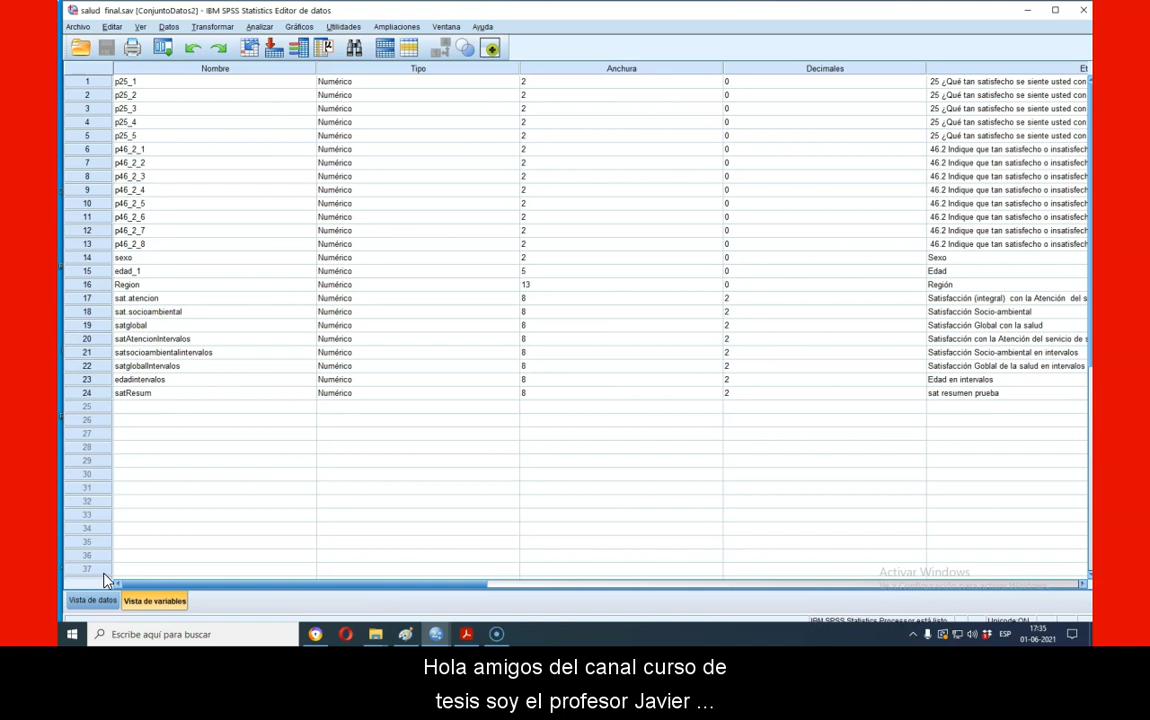 salud final.sav [ConjuntoDatos2] - IBM SPSS Statistics Editor de datos
Archivo Editar Ver Datos Transformar Analizar Gráficos Utilidades Ampliaciones Ventana Ayuda
Nombre Tipo Anchura Decimales Et
1 p25_1 Numérico 2 0 25 ¿Qué tan satisfecho se siente usted con
2 p25_2 Numérico 2 0 25 ¿Qué tan satisfecho se siente usted con
3 p25_3 Numérico 2 0 25 ¿Qué tan satisfecho se siente usted con
4 p25_4 Numérico 2 0 25 ¿Qué tan satisfecho se siente usted con
5 p25_5 Numérico 2 0 25 ¿Qué tan satisfecho se siente usted con
6 p46_2_1 Numérico 2 0 46.2 Indique que tan satisfecho o insatisfech
7 p46_2_2 Numérico 2 0 46.2 Indique que tan satisfecho o insatisfech
8 p46_2_3 Numérico 2 0 46.2 Indique que tan satisfecho o insatisfech
9 p46_2_4 Numérico 2 0 46.2 Indique que tan satisfecho o insatisfech
10 p46_2_5 Numérico 2 0 46.2 Indique que tan satisfecho o insatisfech
11 p46_2_6 Numérico 2 0 46.2 Indique que tan satisfecho o insatisfech
12 p46_2_7 Numérico 2 0 46.2 Indique que tan satisfecho o insatisfech
13 p46_2_8 Numérico 2 0 46.2 Indique que tan satisfecho o insatisfech
14 sexo Numérico 2 0 Sexo
15 edad_1 Numérico 5 0 Edad
16 Region Numérico 13 0 Región
17 sat.atencion Numérico 8 2 Satisfacción (integral) con la Atención del s
18 sat.socioambiental Numérico 8 2 Satisfacción Socio-ambiental
19 satglobal Numérico 8 2 Satisfacción Global con la salud
20 satAtencionIntervalos Numérico 8 2 Satisfacción con la Atención del servicio de s
21 satsocioambientalintervalos Numérico 8 2 Satisfacción Socio-ambiental en intervalos
22 satglobalIntervalos Numérico 8 2 Satisfacción Goblal de la salud en intervalos
23 edadintervalos Numérico 8 2 Edad en intervalos
24 satResum Numérico 8 2 sat resumen prueba
25
26
27
28
29
30
31
32
33
34
35
36
37
Activar Windows
Ve a Configuración para activar Windows.
Vista de datos Vista de variables
IBM SPSS Statistics Processor está listo Unicode:ON
Escribe aquí para buscar ESP 17:35
01-06-2021
Hola amigos del canal curso de
tesis soy el profesor Javier ...